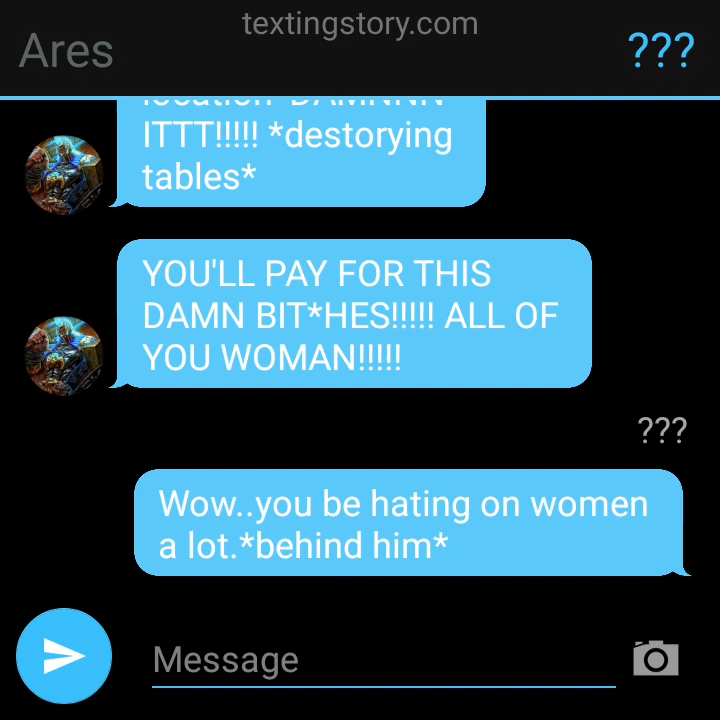 textingstory.com
Ares
???
ITTT!!!!! *destorying
tables*
YOU'LL PAY FOR THIS
DAMN BIT*HES!!!!! ALL OF
YOU WOMAN!!!!!
???
Wow..you be hating on women
a lot.*behind him*
Message